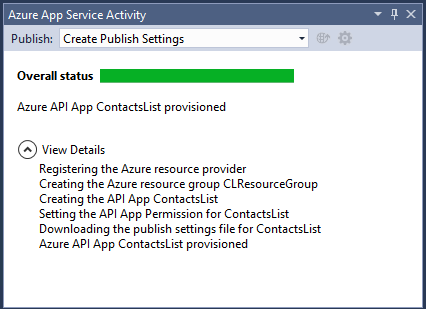 Azure App Service Activity
Publish: Create Publish Settings
Overall status
Azure API App ContactsList provisioned
View Details
Registering the Azure resource provider
Creating the Azure resource group CLResourceGroup
Creating the API App ContactsList
Setting the API App Permission for ContactsList
Downloading the publish settings file for ContactsList
Azure API App ContactsList provisioned